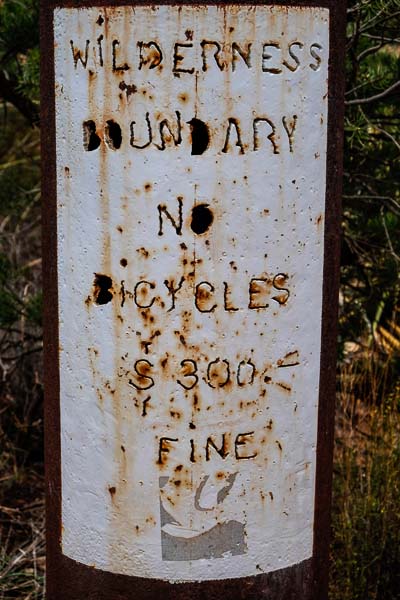 WILDERNESS
BOUNDARY
NO
BICYCLES
$ 300
FINE